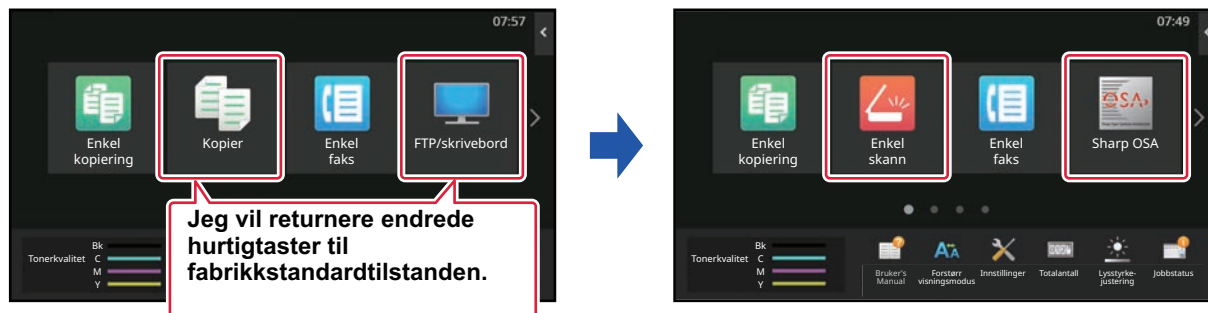 07:57
Enkel
kopiering
Kopier
Enkel
faks
FTP/skrivebord
Jeg vil returnere endrede
hurtigtaster til
fabrikkstandardtilstanden.
Tonerkvalitet
Bk
C
M
Y
07:49
Enkel
kopiering
Enkel
skann
Enkel
faks
OSA
Sharp OSA
Tonerkvalitet
Bk
C
M
Y
Bruker's
Manual
Forstørr
visningsmodus
Innstillinger
Totalantall
Lysstyrke-
justering
Jobbstatus